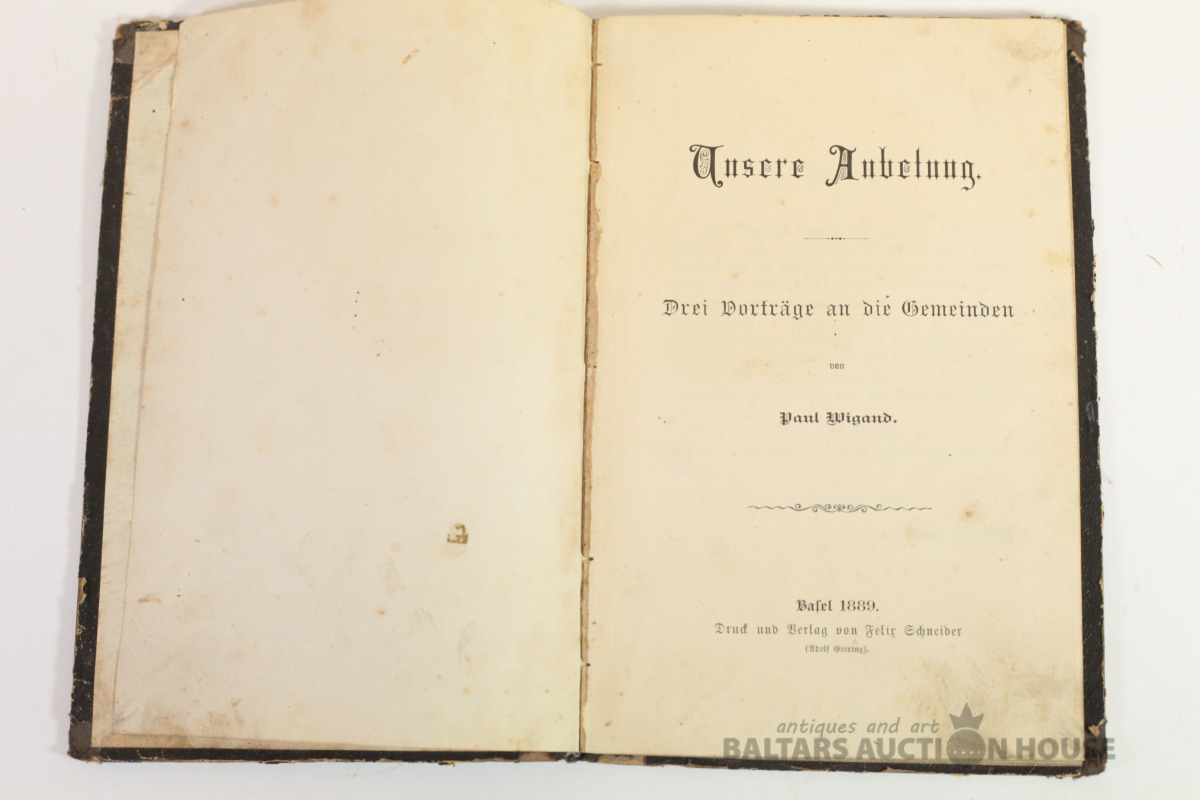 Unsere Anbetung.
Drei Vorträge an die Gemeinden
von
Paul Wigand.
Baſel 1889.
Druck und Verlag von Felix Schneider
(Adolf Geering).
antiques and art
BALTARS AUCTION HOUSE